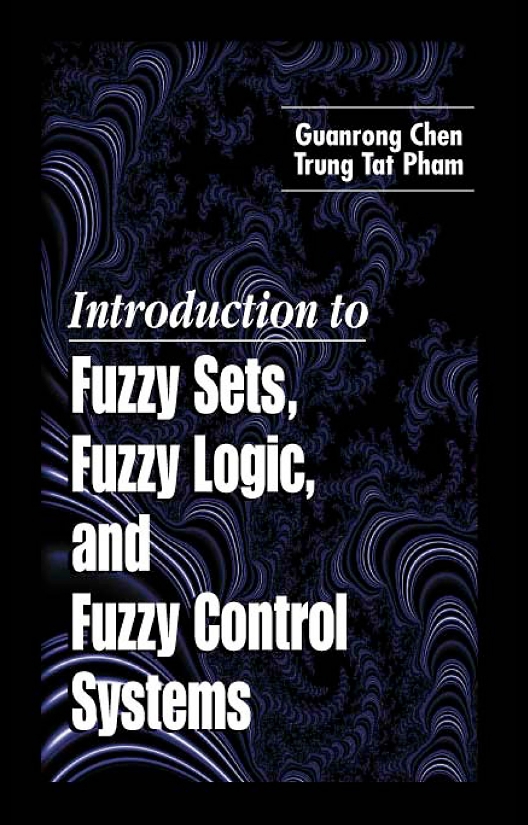 Guanrong Chen
Trung Tat Pham
Introduction to
Fuzzy Sets,
Fuzzy Logic,
and
Fuzzy Control
Systems